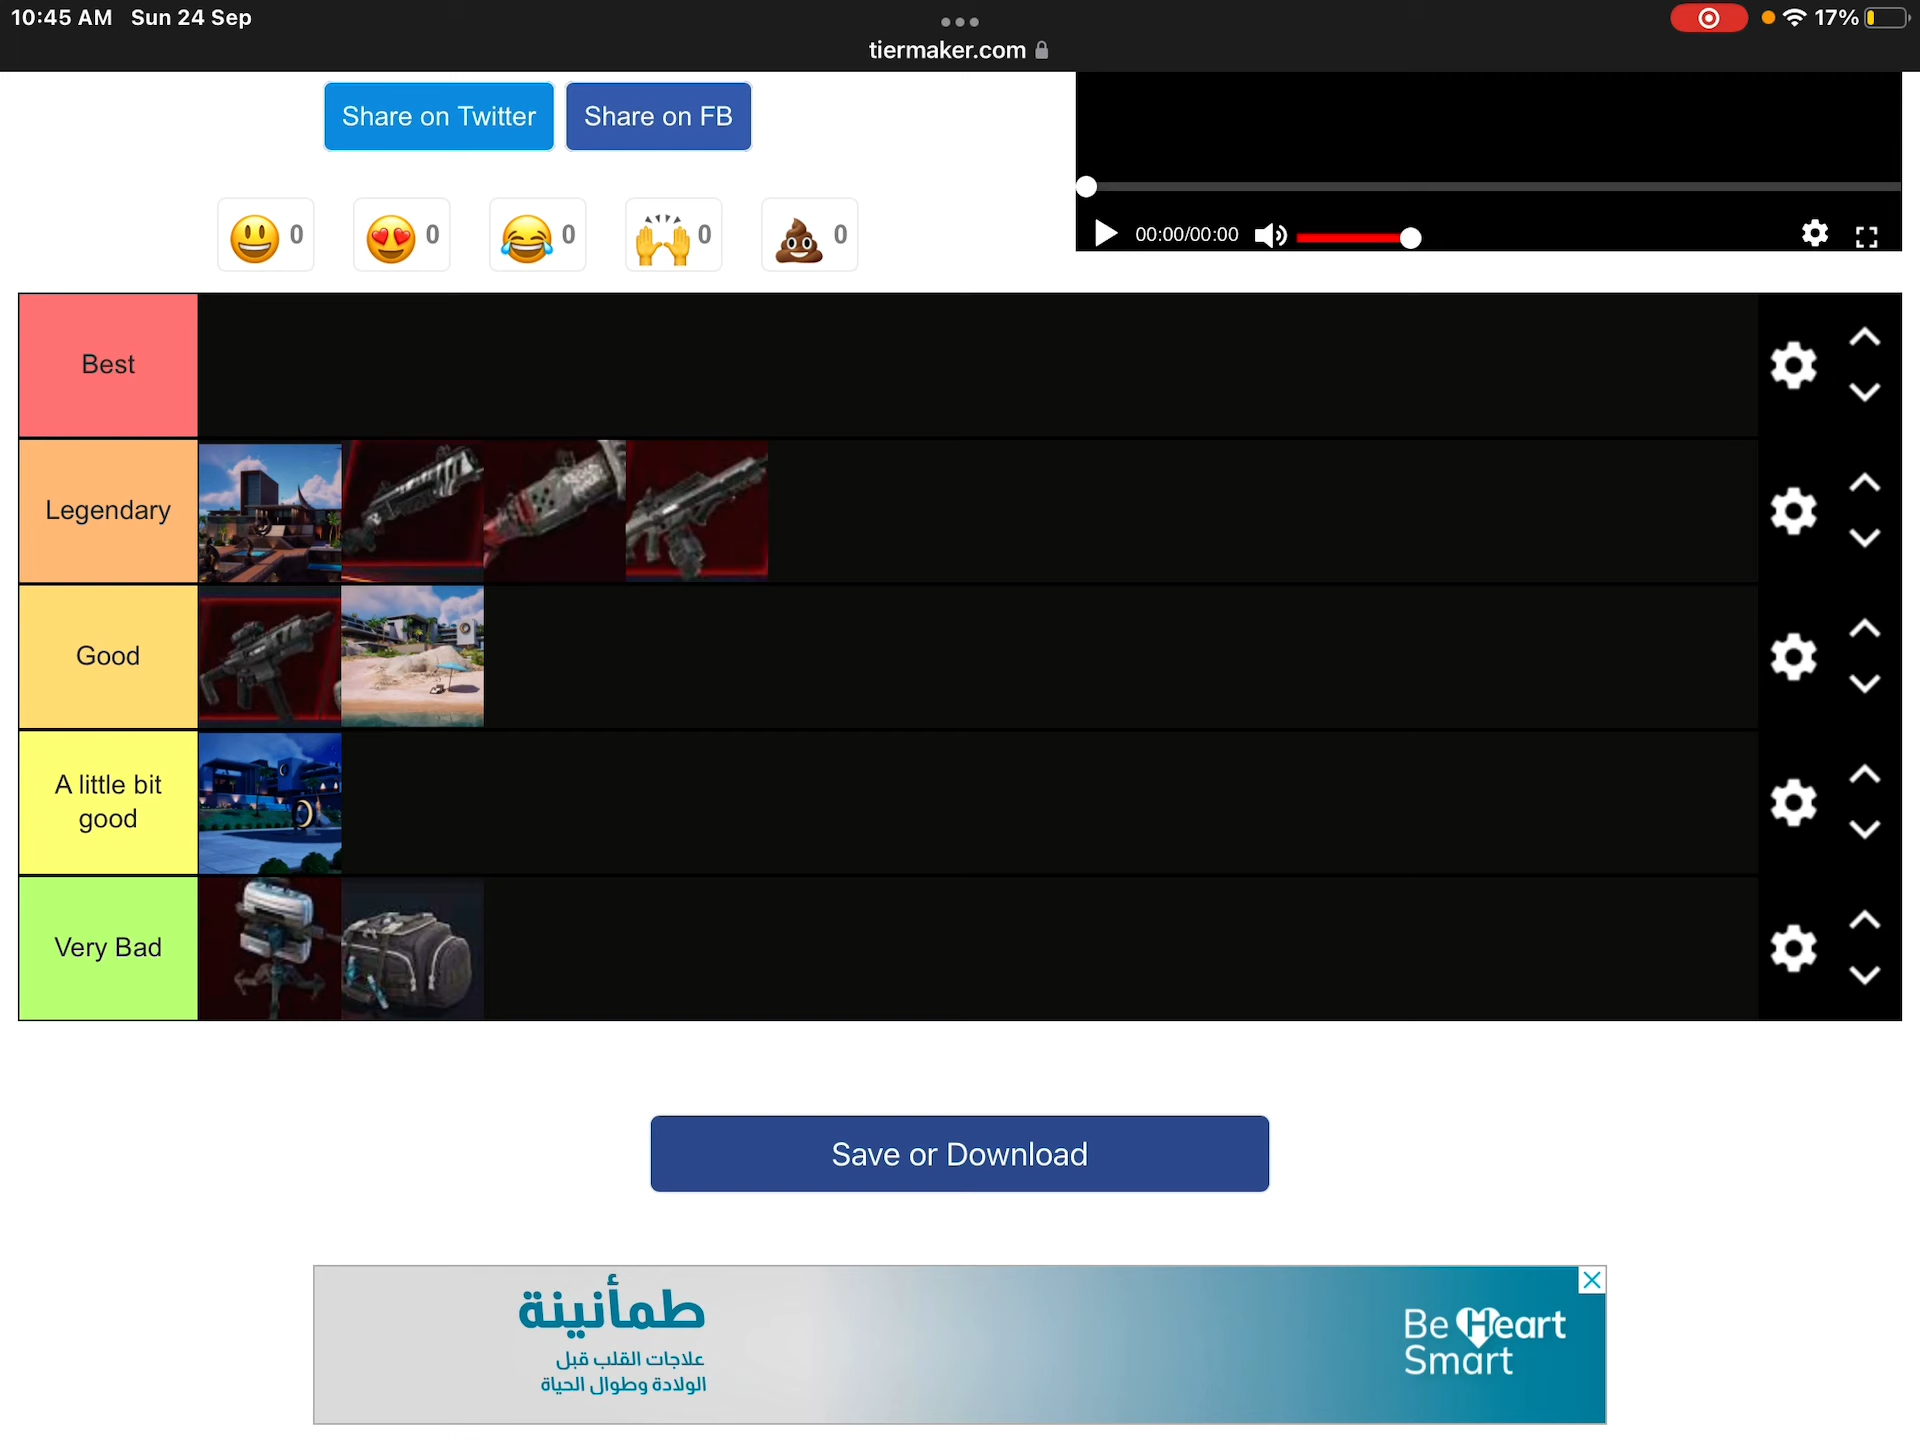 10:45 AM Sun 24 Sep
17%
tiermaker.com
Share on Twitter
Share on FB
0
0
0
0
0
00:00/00:00
Best
Legendary
Good
A little bit
good
Very Bad
Save or Download
طمأنينة
علاجات القلب قبل
الولادة وطوال الحياة
Be Heart
Smart